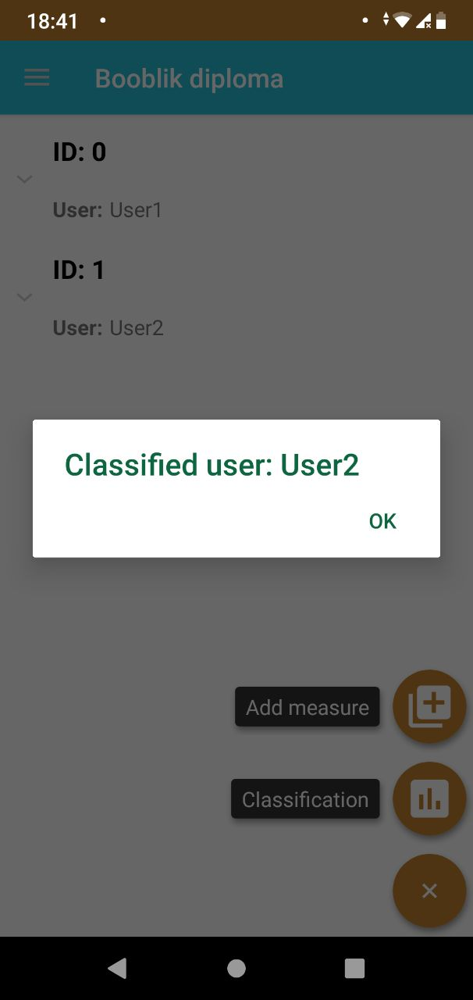 18:41
Booblik diploma
ID: 0
User: User1
ID: 1
User: User2
Classified user: User2
OK
Add measure
Classification